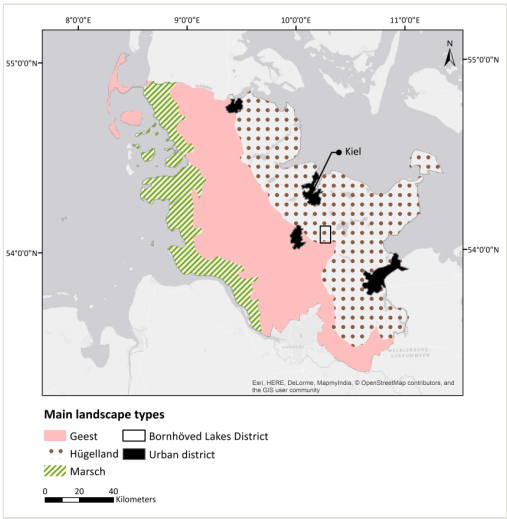 8°0'0"E 9°0'0"E 10°0'0"E 11°0'0"E
N
55°0'0"N 55°0'0"N
Kiel
54°0'0"N 54°0'0"N
MECKLENBURG-
VORPOMMERN
Esri, HERE, DeLorme, MapmyIndia, © OpenStreetMap contributors, and
the GIS user community
Main landscape types
Geest Bornhöved Lakes District
Hügelland Urban district
Marsch
0 20 40
Kilometers